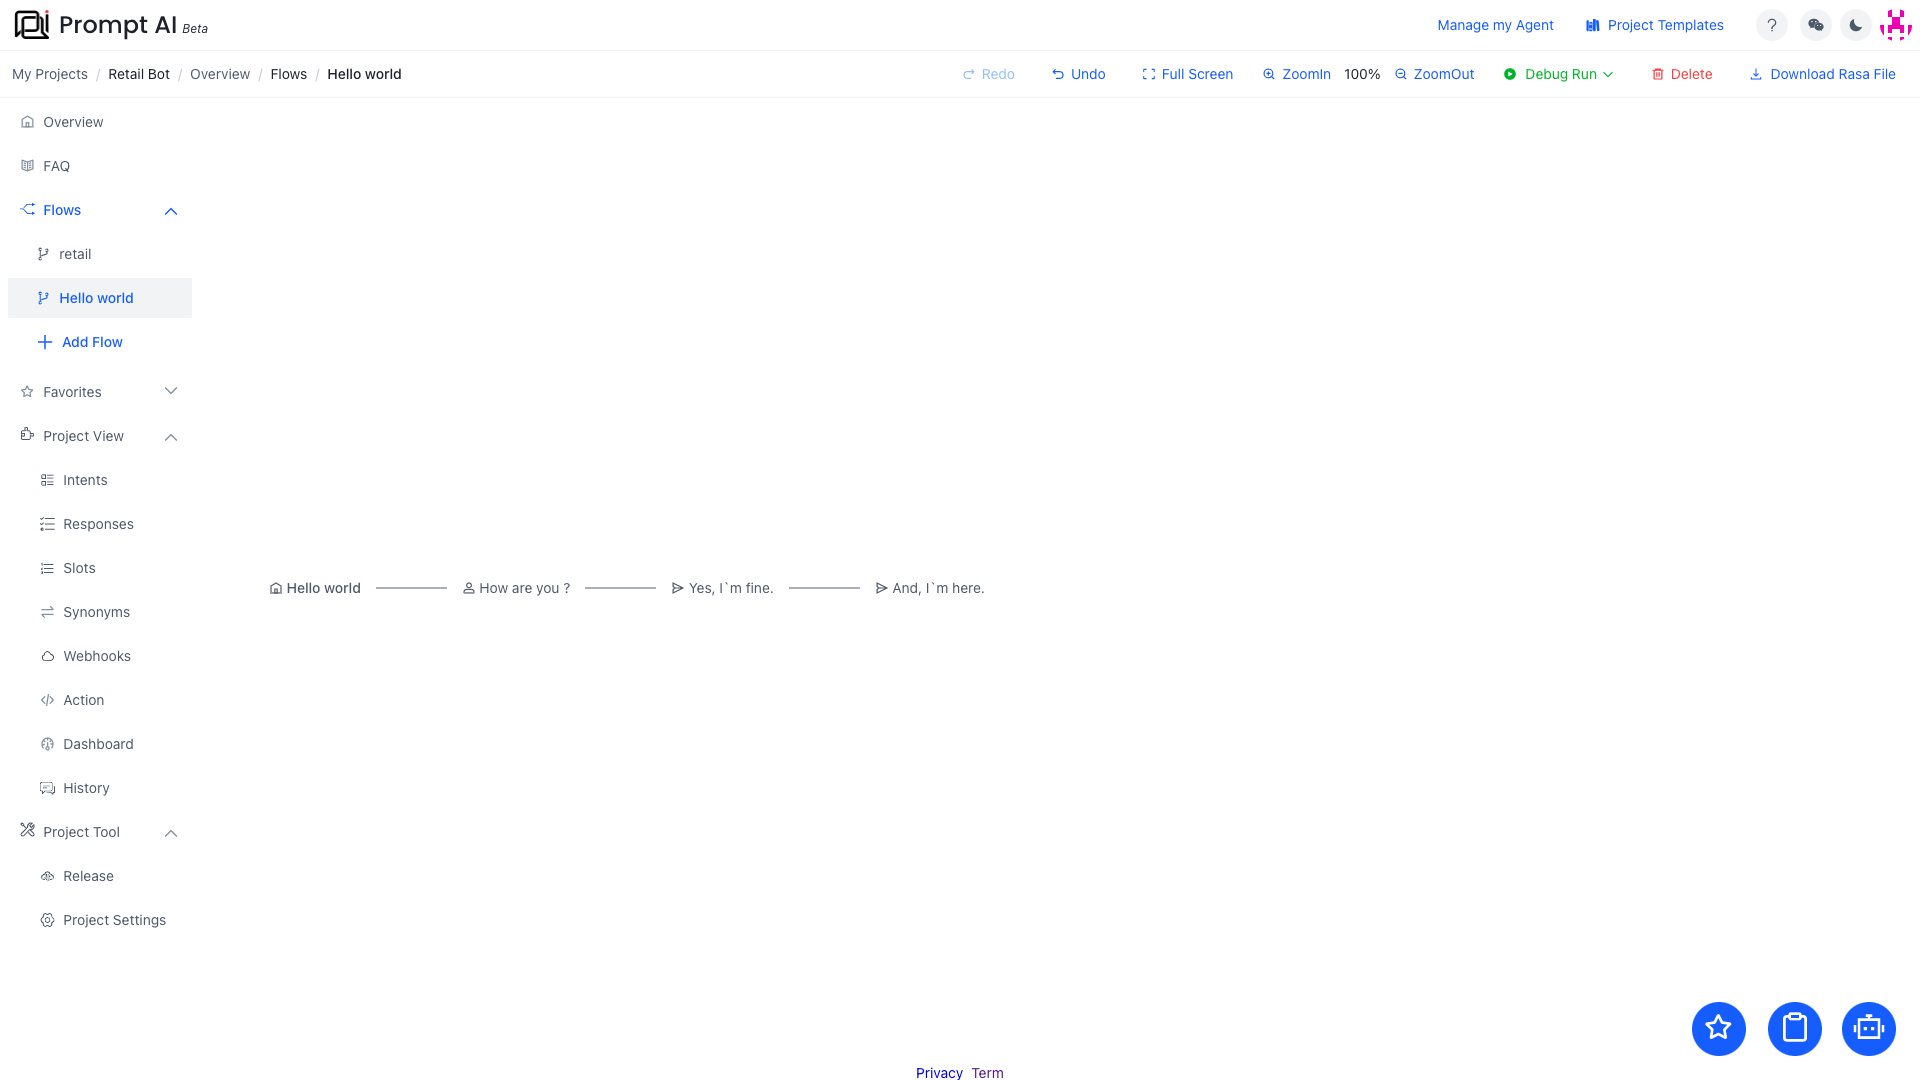 Prompt AI Beta
Manage my Agent
Project Templates
My Projects / Retail Bot / Overview / Flows / Hello world
Redo
Undo
Full Screen
ZoomIn
100%
ZoomOut
Debug Run
Delete
Download Rasa File
Overview
FAQ
Flows
retail
Hello world
Add Flow
Favorites
Project View
Intents
Responses
Slots
Synonyms
Webhooks
Action
Dashboard
History
Project Tool
Release
Project Settings
Hello world
How are you ?
Yes, I`m fine.
And, I`m here.
Privacy Term